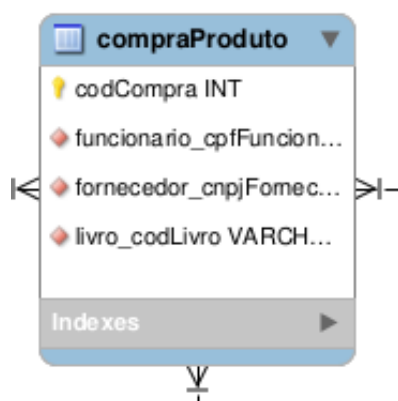 compraProduto
codCompra INT
funcionario_cpfFuncion...
fornecedor_cnpjFornec...
livro_codLivro VARCH...
Indexes